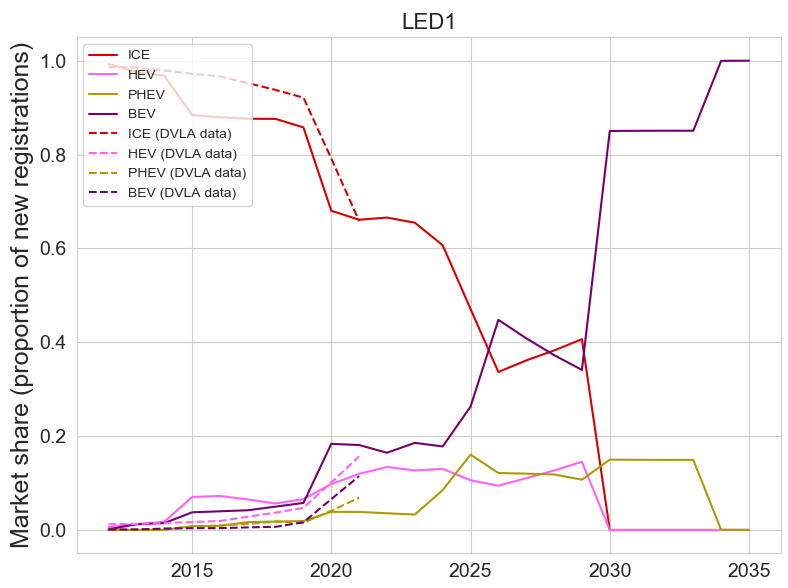 LED1
Market share (proportion of new registrations)
1.0
0.8
0.6
0.4
0.2
0.0
ICE
HEV
PHEV
BEV
ICE (DVLA data)
HEV (DVLA data)
PHEV (DVLA data)
BEV (DVLA data)
2015
2020
2025
2030
2035